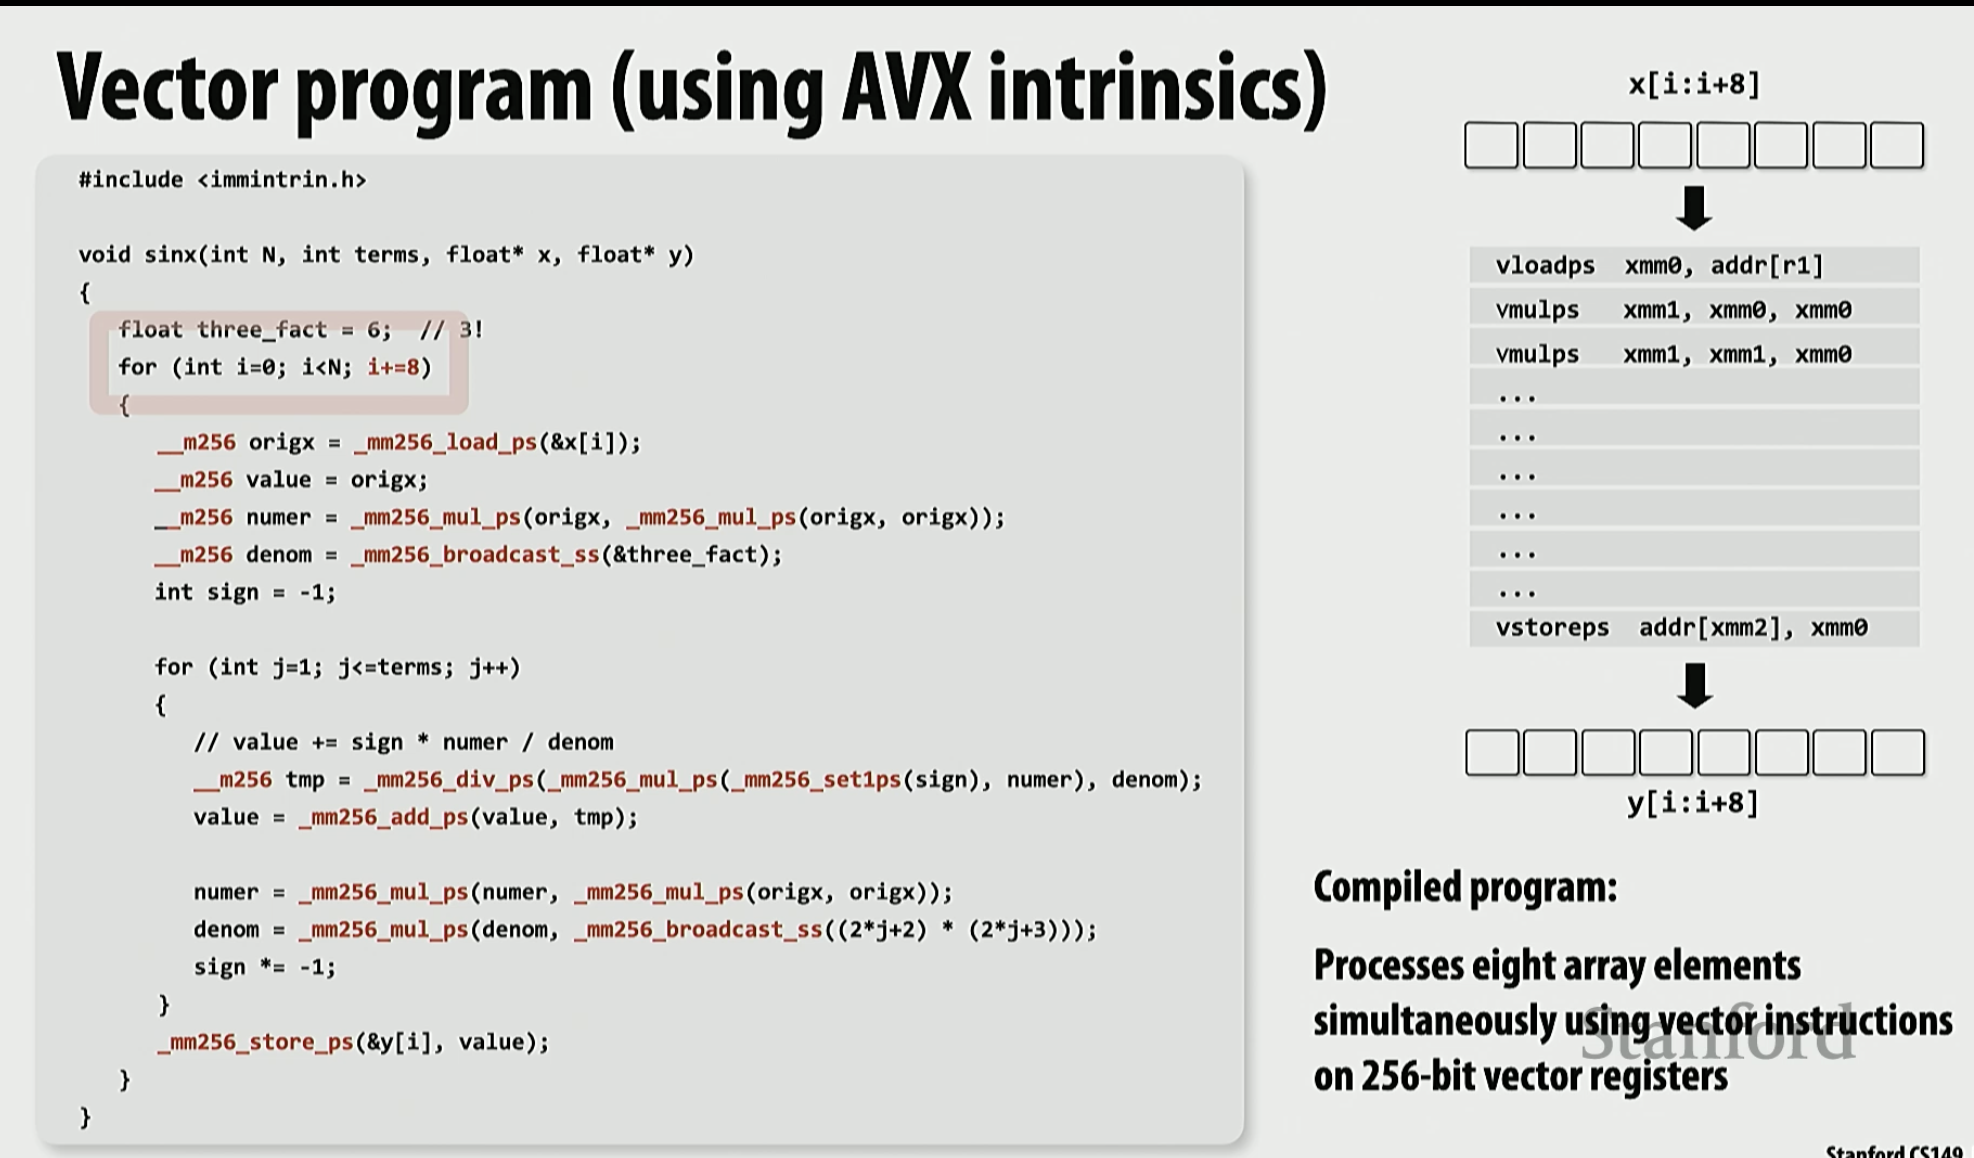 Vector program (using AVX intrinsics)
#include <immintrin.h>
void sinx(int N, int terms, float* x, float* y)
{
float three_fact = 6;  // 3!
for (int i=0; i<N; i+=8)
{
__m256 origx = _mm256_load_ps(&x[i]);
__m256 value = origx;
__m256 numer = _mm256_mul_ps(origx, _mm256_mul_ps(origx, origx));
__m256 denom = _mm256_broadcast_ss(&three_fact);
int sign = -1;
for (int j=1; j<=terms; j++)
{
// value += sign * numer / denom
__m256 tmp = _mm256_div_ps(_mm256_mul_ps(_mm256_set1ps(sign), numer), denom);
value = _mm256_add_ps(value, tmp);
numer = _mm256_mul_ps(numer, _mm256_mul_ps(origx, origx));
denom = _mm256_mul_ps(denom, _mm256_broadcast_ss((2*j+2) * (2*j+3)));
sign *= -1;
}
_mm256_store_ps(&y[i], value);
}
}
x[i:i+8]
vloadps  xmm0, addr[r1]
vmulps   xmm1, xmm0, xmm0
vmulps   xmm1, xmm1, xmm0
...
...
...
...
...
...
vstoreps  addr[xmm2], xmm0
y[i:i+8]
Compiled program:
Processes eight array elements
simultaneously using vector instructions
on 256-bit vector registers
Stanford
Stanford CS149